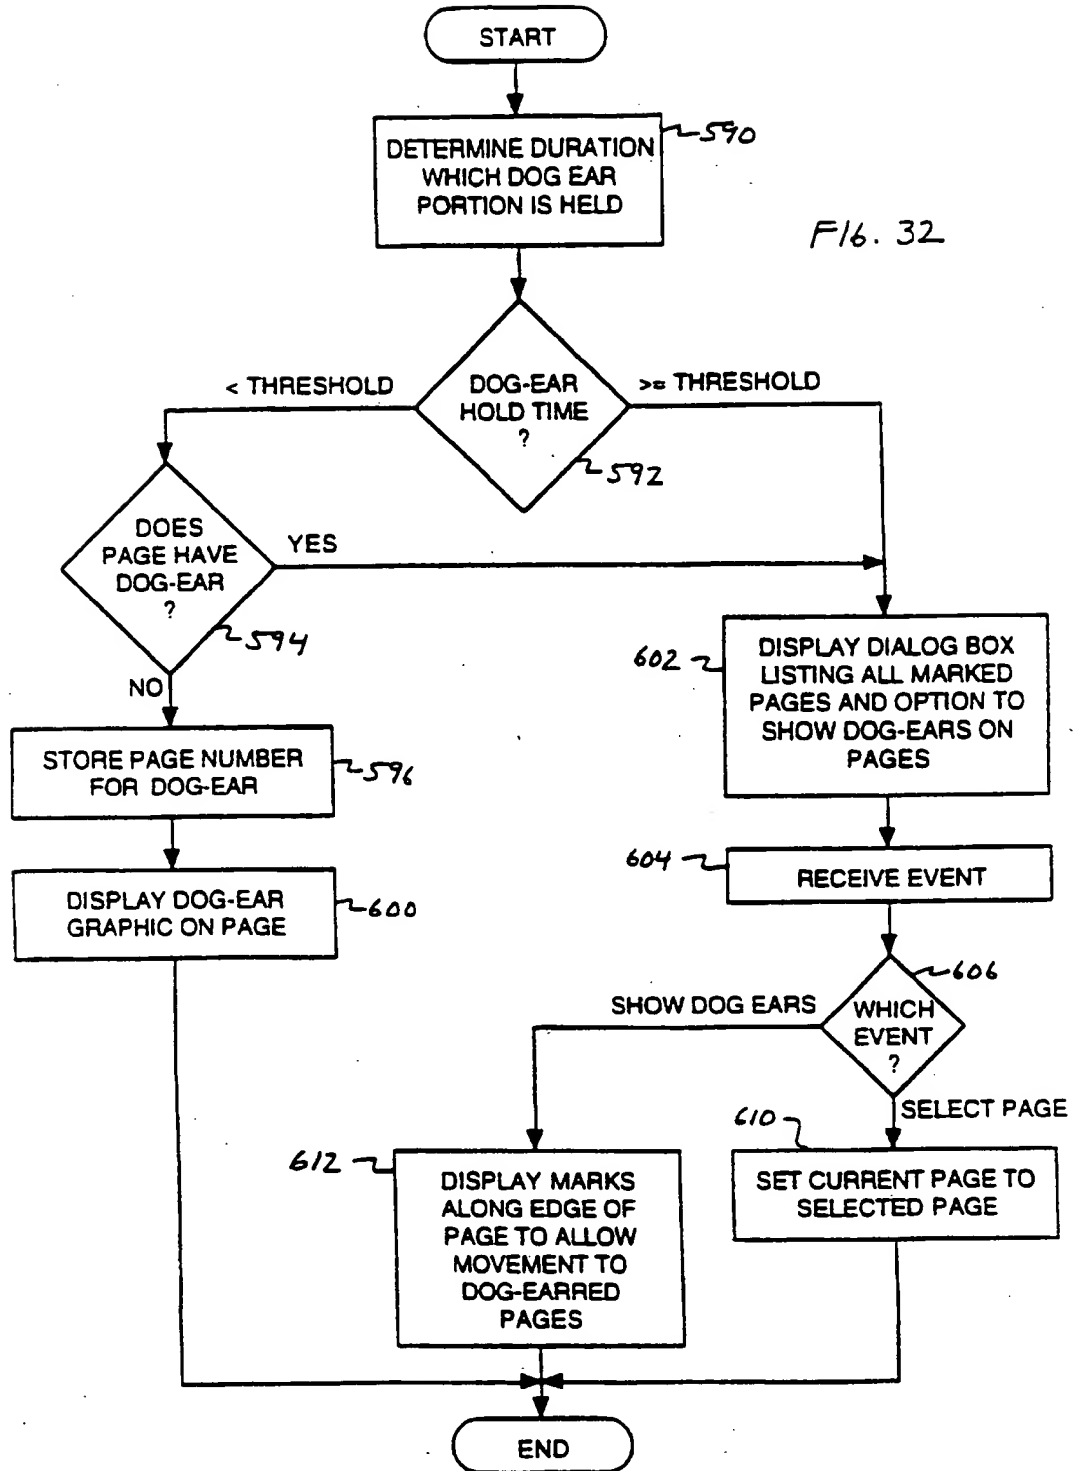 START
590
DETERMINE DURATION
WHICH DOG EAR
PORTION IS HELD
FIG. 32
< THRESHOLD
DOG-EAR
HOLD TIME
?
>= THRESHOLD
592
DOES
PAGE HAVE
DOG-EAR
?
YES
594
NO
602
DISPLAY DIALOG BOX
LISTING ALL MARKED
PAGES AND OPTION TO
SHOW DOG-EARS ON
PAGES
STORE PAGE NUMBER
FOR DOG-EAR
596
604
RECEIVE EVENT
DISPLAY DOG-EAR
GRAPHIC ON PAGE
600
606
SHOW DOG EARS
WHICH
EVENT
?
SELECT PAGE
610
612
DISPLAY MARKS
ALONG EDGE OF
PAGE TO ALLOW
MOVEMENT TO
DOG-EARRED
PAGES
SET CURRENT PAGE TO
SELECTED PAGE
END